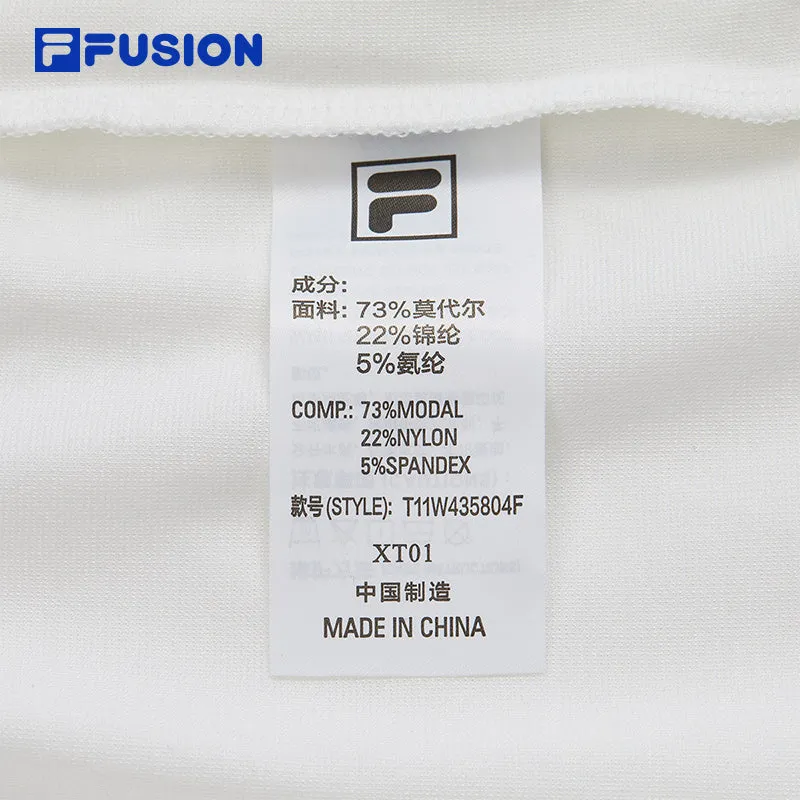 FUSION
成分:
面料: 73%莫代尔
22%锦纶
5%氨纶
COMP.: 73%MODAL
22%NYLON
5%SPANDEX
款号(STYLE): T11W435804F
XT01
中国制造
MADE IN CHINA